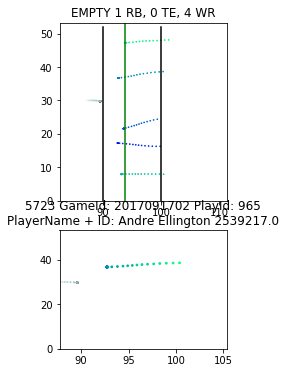 EMPTY 1 RB, 0 TE, 4 WR
50
40
30
20
10
0
90 100 110
5723 GameId: 2017091702 PlayId: 965
PlayerName + ID: Andre Ellington 2539217.0
40
20
0
90 95 100 105